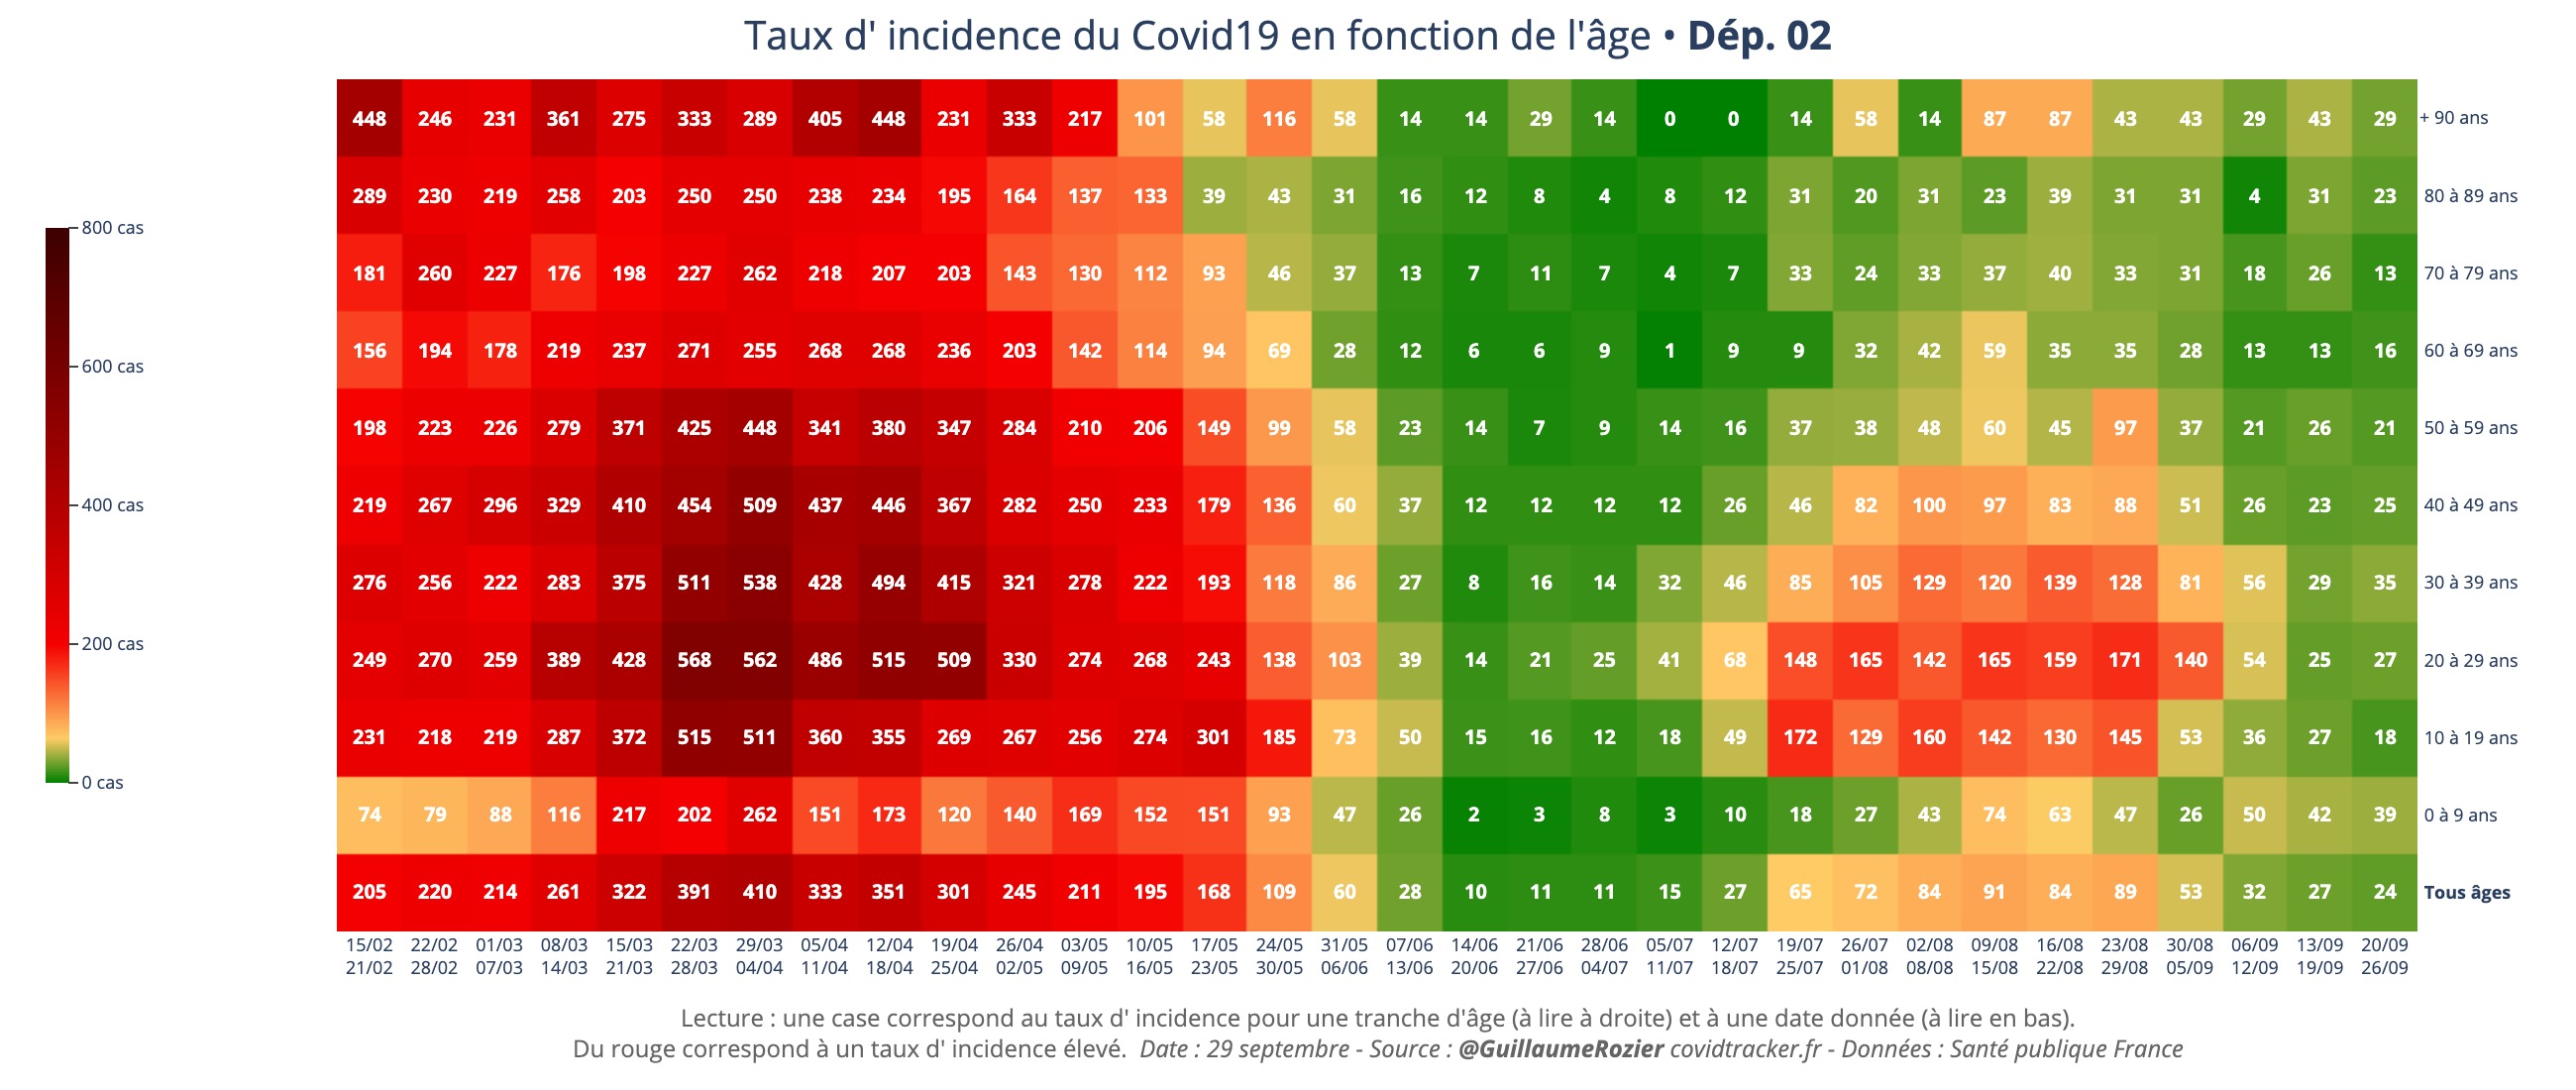 Taux d' incidence du Covid19 en fonction de l'âge • Dép. 02
448 246 231 361 275 333 289 405 448 231 333 217 101 58 116 58 14 14 29 14 0 0 14 58 14 87 87 43 43 29 43 29 + 90 ans
289 230 219 258 203 250 250 238 234 195 164 137 133 39 43 31 16 12 8 4 8 12 31 20 31 23 39 31 31 4 31 23 80 à 89 ans
800 cas
181 260 227 176 198 227 262 218 207 203 143 130 112 93 46 37 13 7 11 7 4 7 33 24 33 37 40 33 31 18 26 13 70 à 79 ans
156 194 178 219 237 271 255 268 268 236 203 142 114 94 69 28 12 6 6 9 1 9 9 32 42 59 35 35 28 13 13 16 60 à 69 ans
600 cas
198 223 226 279 371 425 448 341 380 347 284 210 206 149 99 58 23 14 7 9 14 16 37 38 48 60 45 97 37 21 26 21 50 à 59 ans
400 cas
219 267 296 329 410 454 509 437 446 367 282 250 233 179 136 60 37 12 12 12 12 26 46 82 100 97 83 88 51 26 23 25 40 à 49 ans
276 256 222 283 375 511 538 428 494 415 321 278 222 193 118 86 27 8 16 14 32 46 85 105 129 120 139 128 81 56 29 35 30 à 39 ans
200 cas
249 270 259 389 428 568 562 486 515 509 330 274 268 243 138 103 39 14 21 25 41 68 148 165 142 165 159 171 140 54 25 27 20 à 29 ans
231 218 219 287 372 515 511 360 355 269 267 256 274 301 185 73 50 15 16 12 18 49 172 129 160 142 130 145 53 36 27 18 10 à 19 ans
0 cas
74 79 88 116 217 202 262 151 173 120 140 169 152 151 93 47 26 2 3 8 3 10 18 27 43 74 63 47 26 50 42 39 0 à 9 ans
205 220 214 261 322 391 410 333 351 301 245 211 195 168 109 60 28 10 11 11 15 27 65 72 84 91 84 89 53 32 27 24 Tous âges
15/02 22/02 01/03 08/03 15/03 22/03 29/03 05/04 12/04 19/04 26/04 03/05 10/05 17/05 24/05 31/05 07/06 14/06 21/06 28/06 05/07 12/07 19/07 26/07 02/08 09/08 16/08 23/08 30/08 06/09 13/09 20/09
21/02 28/02 07/03 14/03 21/03 28/03 04/04 11/04 18/04 25/04 02/05 09/05 16/05 23/05 30/05 06/06 13/06 20/06 27/06 04/07 11/07 18/07 25/07 01/08 08/08 15/08 22/08 29/08 05/09 12/09 19/09 26/09
Lecture : une case correspond au taux d' incidence pour une tranche d'âge (à lire à droite) et à une date donnée (à lire en bas).
Du rouge correspond à un taux d' incidence élevé. Date : 29 septembre - Source : @GuillaumeRozier covidtracker.fr - Données : Santé publique France